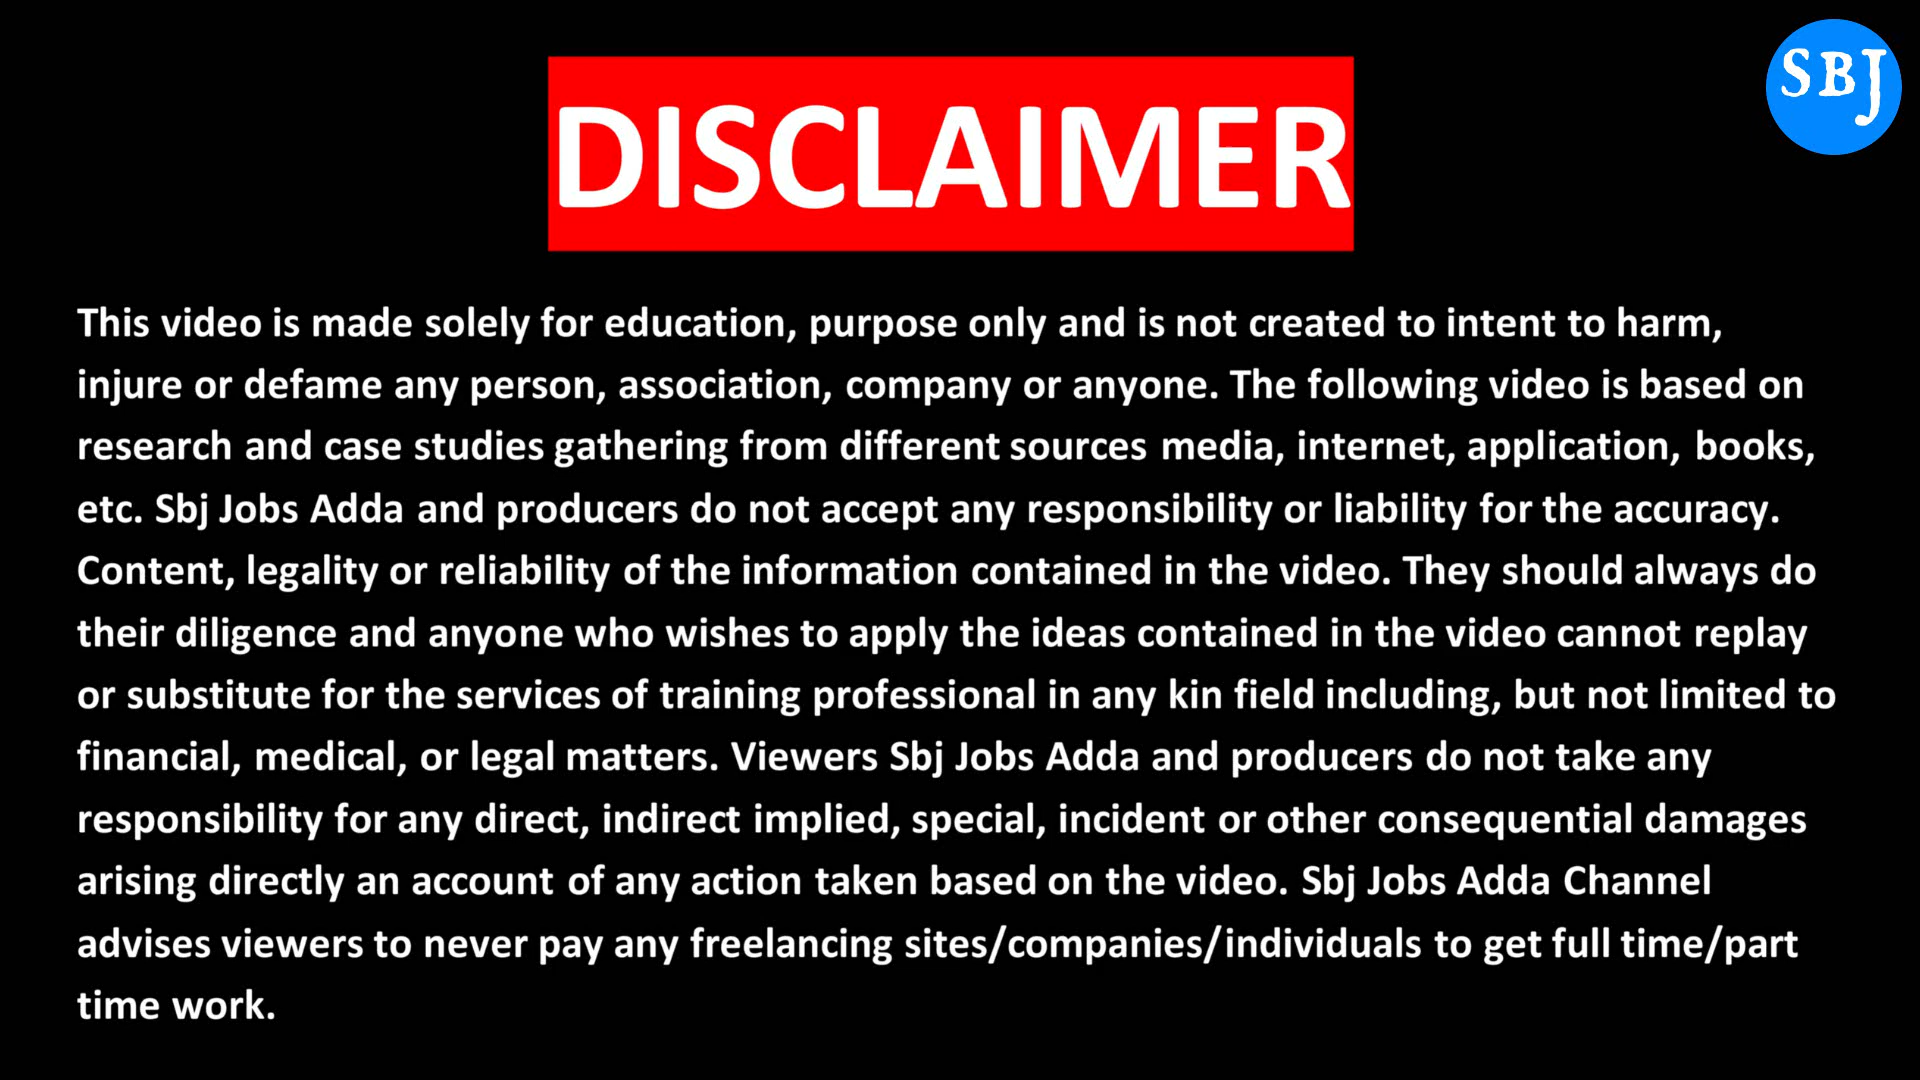 SBJ
DISCLAIMER
This video is made solely for education, purpose only and is not created to intent to harm,
injure or defame any person, association, company or anyone. The following video is based on
research and case studies gathering from different sources media, internet, application, books,
etc. Sbj Jobs Adda and producers do not accept any responsibility or liability for the accuracy.
Content, legality or reliability of the information contained in the video. They should always do
their diligence and anyone who wishes to apply the ideas contained in the video cannot replay
or substitute for the services of training professional in any kin field including, but not limited to
financial, medical, or legal matters. Viewers Sbj Jobs Adda and producers do not take any
responsibility for any direct, indirect implied, special, incident or other consequential damages
arising directly an account of any action taken based on the video. Sbj Jobs Adda Channel
advises viewers to never pay any freelancing sites/companies/individuals to get full time/part
time work.